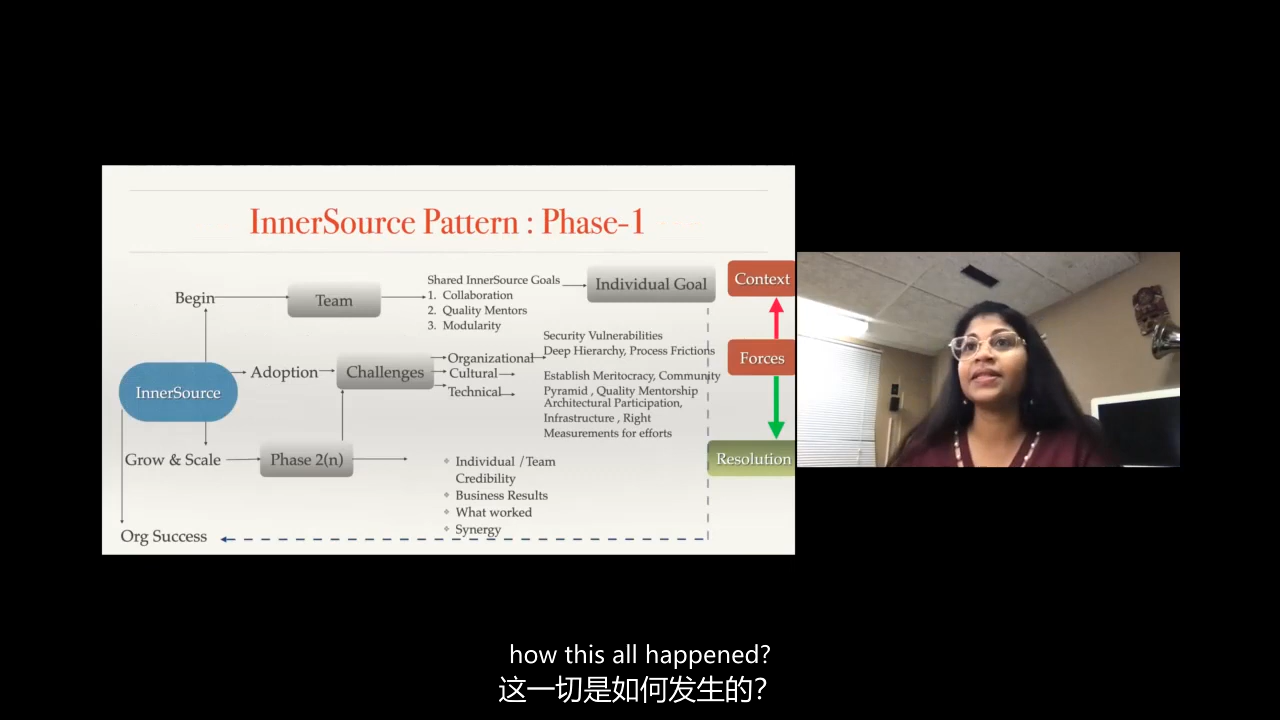 InnerSource Pattern : Phase-1
Begin
Team
Shared InnerSource Goals
1. Collaboration
2. Quality Mentors
3. Modularity
Individual Goal
Context
InnerSource
Adoption
Challenges
Organizational
Cultural
Technical
Security Vulnerabilities
Deep Hierarchy, Process Frictions
Establish Meritocracy, Community
Pyramid , Quality Mentorship
Architectural Participation,
Infrastructure , Right
Measurements for efforts
Forces
Grow & Scale
Phase 2(n)
Individual /Team
Credibility
Business Results
What worked
Synergy
Resolution
Org Success
how this all happened?
这一切是如何发生的?